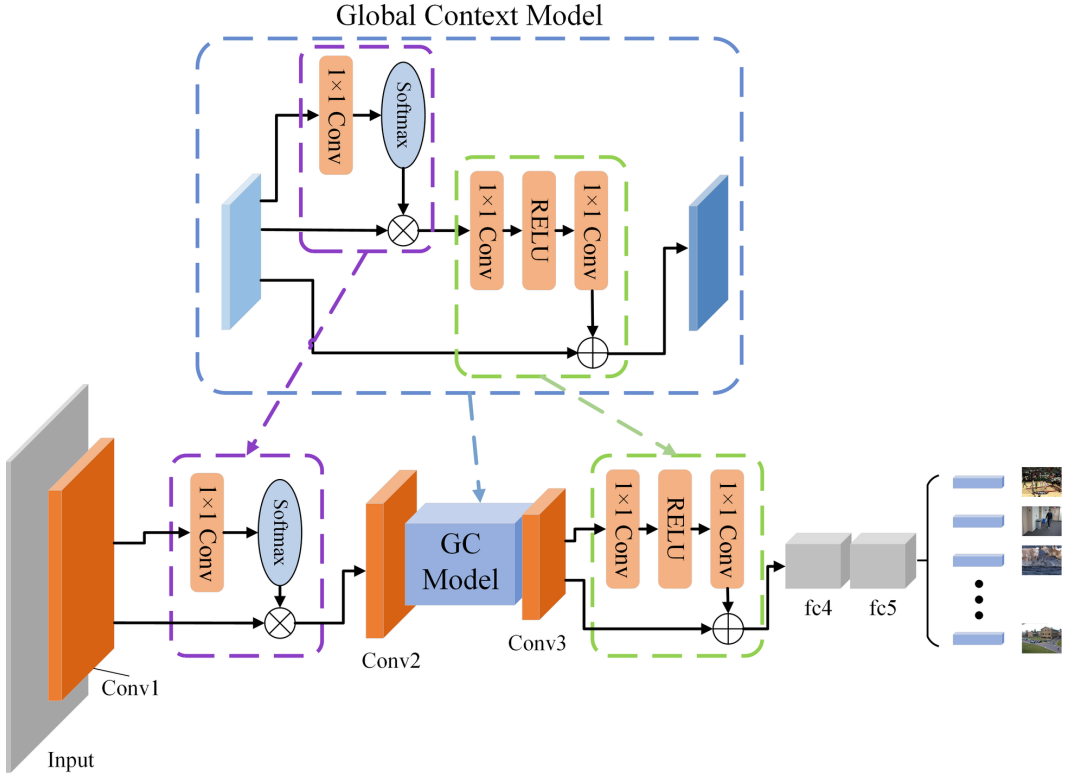 Global Context Model
1×1 Conv
Softmax
1×1 Conv
RELU
1×1 Conv
1×1 Conv
Softmax
GC
Model
1×1 Conv
RELU
1×1 Conv
fc4
fc5
Conv1
Conv2
Conv3
Input